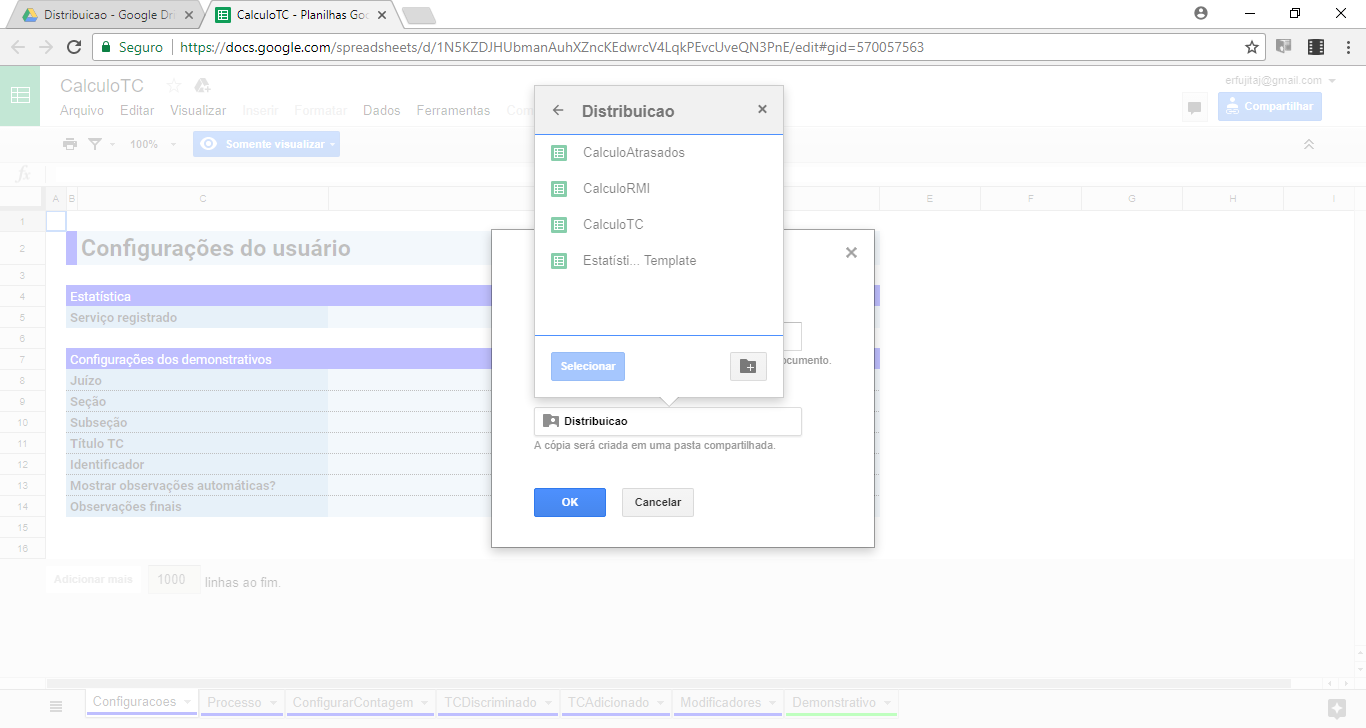 Distribuicao - Google Dri
CalculoTC - Planilhas Goo
Seguro
https://docs.google.com/spreadsheets/d/1N5KZDJHUbmanAuhXZncKEdwrcV4LqkPEvcUveQN3PnE/edit#gid=570057563
CalculoTC
erfujitaj@gmail.com
Arquivo Editar Visualizar Inserir Formatar Dados Ferramentas Com
Compartilhar
100%
Somente visualizar
fx
A B C E F G H I
1
2 Configurações do usuário
3
4 Estatística
5 Serviço registrado
6
7 Configurações dos demonstrativos
8 Juízo
9 Seção
10 Subseção
11 Título TC
12 Identificador
13 Mostrar observações automáticas?
14 Observações finais
15
16
Adicionar mais 1000 linhas ao fim.
Distribuicao
CalculoAtrasados
CalculoRMI
CalculoTC
Estatísti... Template
Selecionar
ocumento.
Distribuicao
A cópia será criada em uma pasta compartilhada.
OK Cancelar
Configuracoes Processo ConfigurarContagem TCDiscriminado TCAdicionado Modificadores Demonstrativo